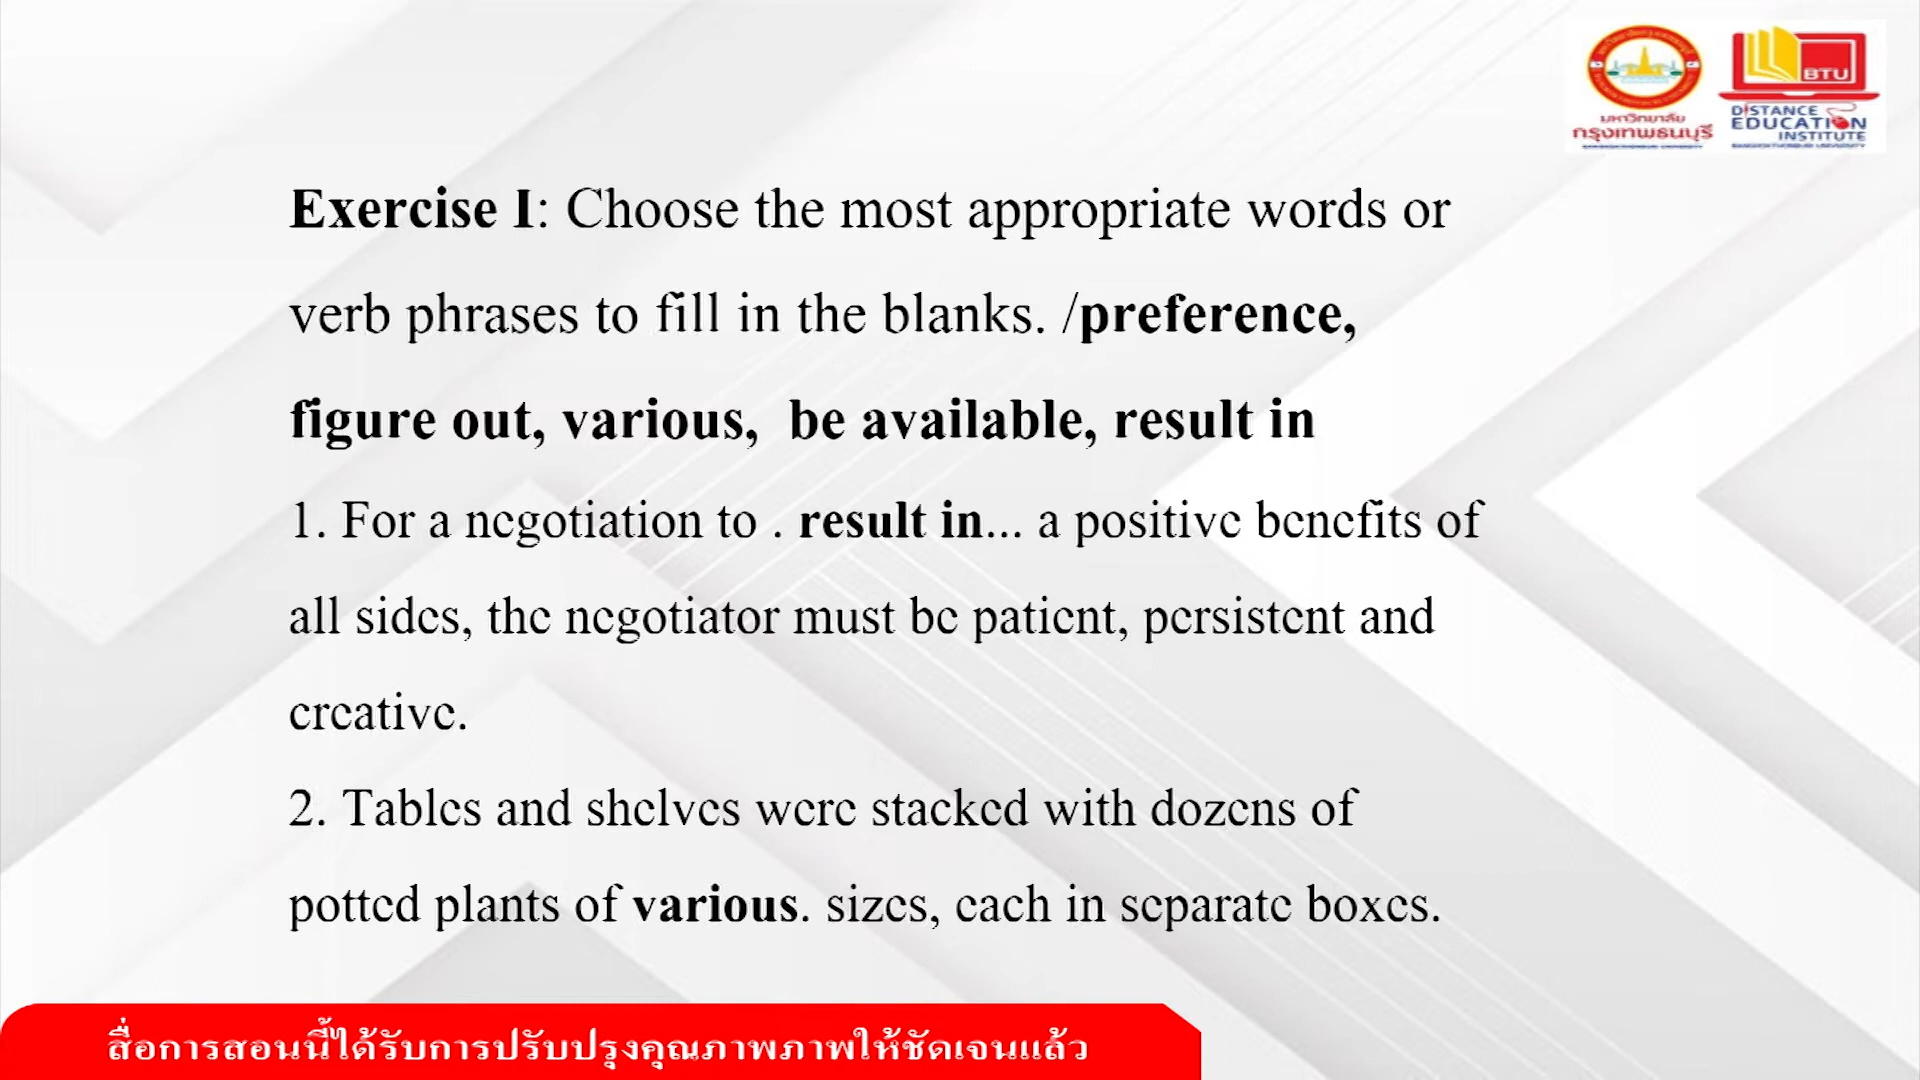 มหาวิทยาลัย
กรุงเทพธนบุรี
BANGKOKTHONBURI UNIVERSITY
BTU
DISTANCE
EDUCATION
INSTITUTE
BANGKOKTHONBURI UNIVERSITY
Exercise I: Choose the most appropriate words or
verb phrases to fill in the blanks. /preference,
figure out, various, be available, result in
1. For a negotiation to . result in... a positive benefits of
all sides, the negotiator must be patient, persistent and
creative.
2. Tables and shelves were stacked with dozens of
potted plants of various. sizes, each in separate boxes.
สื่อการสอนนี้ได้รับการปรับปรุงคุณภาพภาพให้ชัดเจนแล้ว